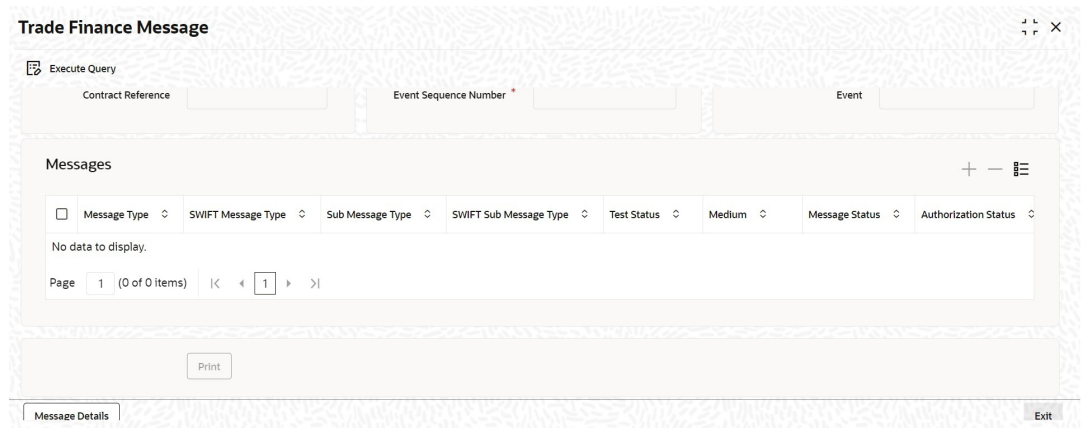 Trade Finance Message
Execute Query
Contract Reference Event Sequence Number * Event
Messages
Message Type SWIFT Message Type Sub Message Type SWIFT Sub Message Type Test Status Medium Message Status Authorization Status
No data to display.
Page 1 (0 of 0 items) 1
Print
Message Details Exit